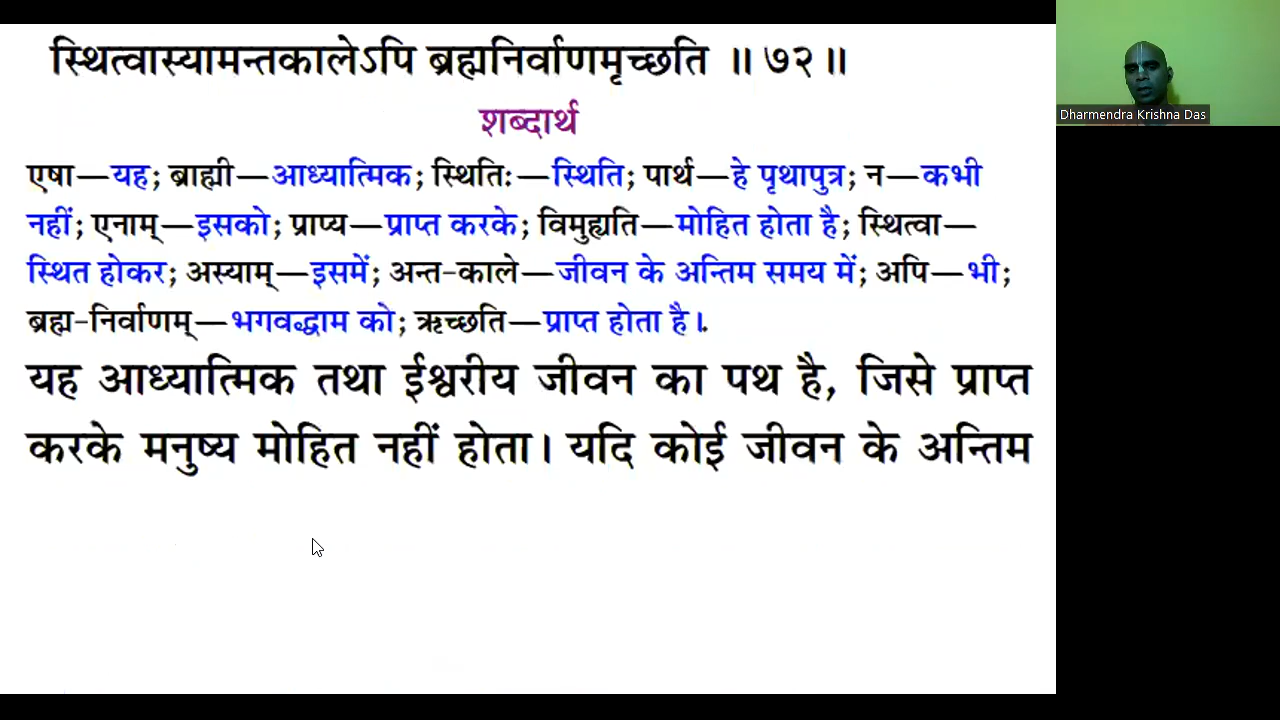 स्थित्वास्यामन्तकालेऽपि ब्रह्मनिर्वाणमृच्छति ॥ ७२ ॥
Dharmendra Krishna Das
शब्दार्थ
एषा—यह; ब्राह्मी—आध्यात्मिक; स्थितिः—स्थिति; पार्थ—हे पृथापुत्र; न—कभी
नहीं; एनाम्—इसको; प्राप्य—प्राप्त करके; विमुह्यति—मोहित होता है; स्थित्वा—
स्थित होकर; अस्याम्—इसमें; अन्त-काले—जीवन के अन्तिम समय में; अपि—भी;
ब्रह्म-निर्वाणम्—भगवद्धाम को; ऋच्छति—प्राप्त होता है।.
यह आध्यात्मिक तथा ईश्वरीय जीवन का पथ है, जिसे प्राप्त
करके मनुष्य मोहित नहीं होता। यदि कोई जीवन के अन्तिम